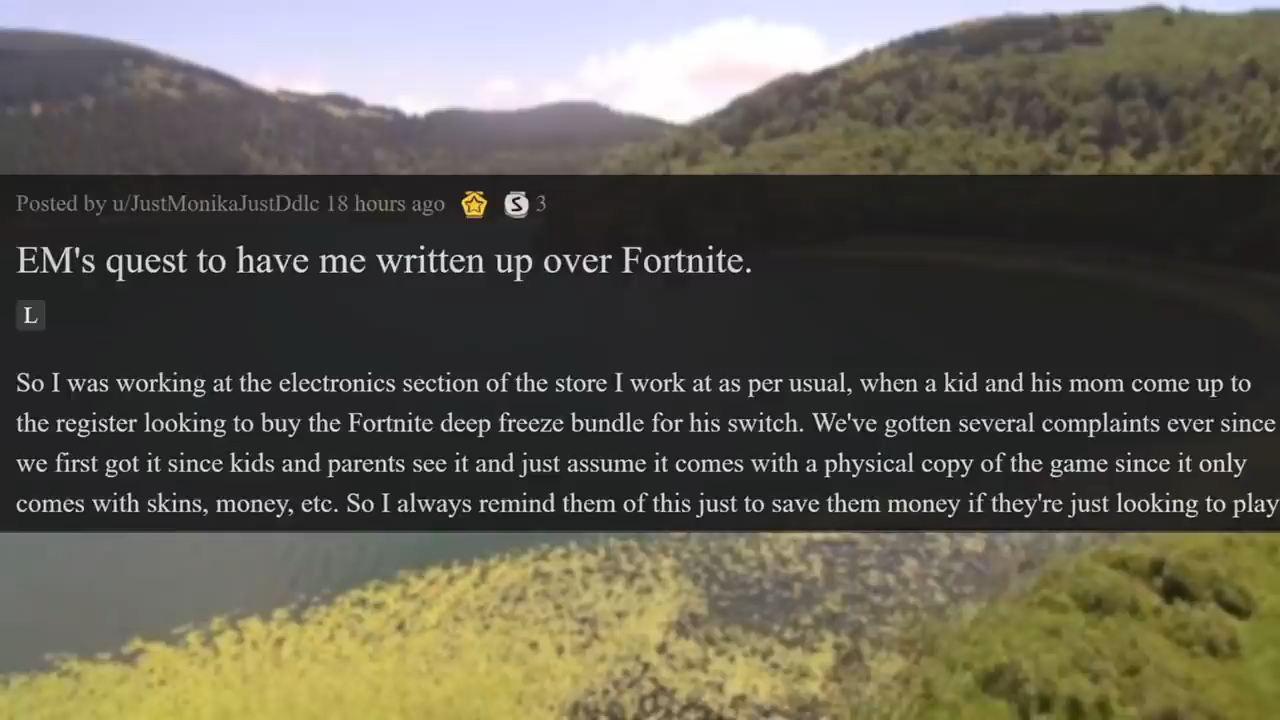 Posted by u/JustMonikaJustDdlc 18 hours ago S 3
EM's quest to have me written up over Fortnite.
L
So I was working at the electronics section of the store I work at as per usual, when a kid and his mom come up to
the register looking to buy the Fortnite deep freeze bundle for his switch. We've gotten several complaints ever since
we first got it since kids and parents see it and just assume it comes with a physical copy of the game since it only
comes with skins, money, etc. So I always remind them of this just to save them money if they're just looking to play